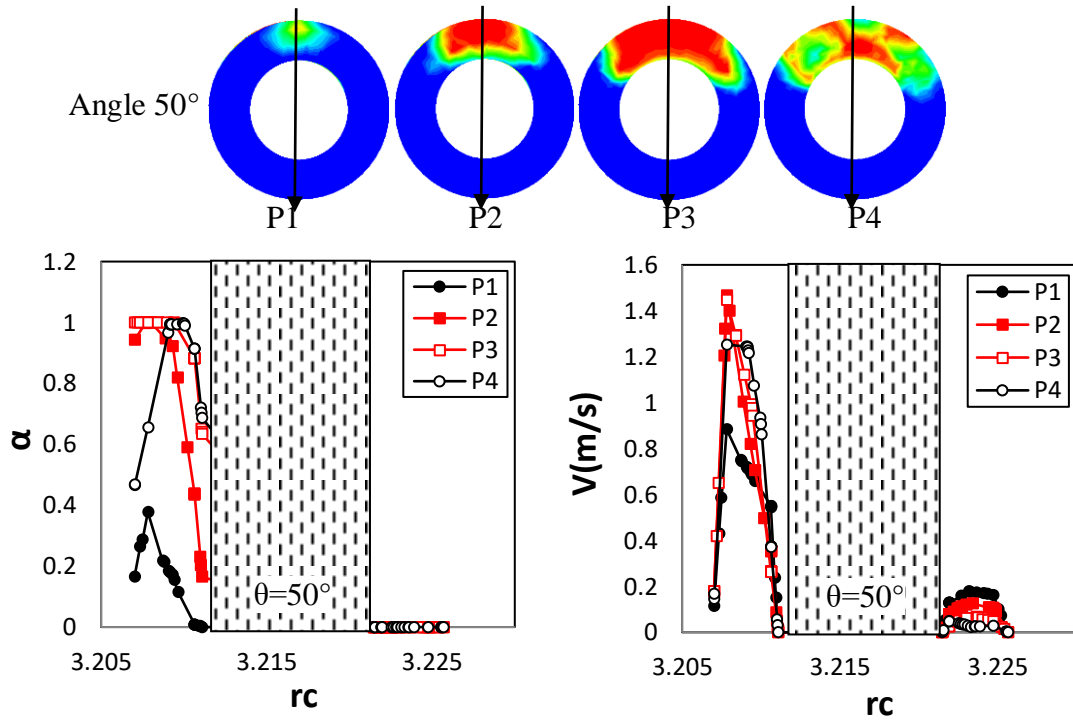 Angle 50°
P1 P2 P3 P4
α
1.2
1
0.8
0.6
0.4
0.2
0
3.205 3.215 3.225
rc
P1
P2
P3
P4
θ=50°
V(m/s)
1.6
1.4
1.2
1
0.8
0.6
0.4
0.2
0
3.205 3.215 3.225
rc
P1
P2
P3
P4
θ=50°